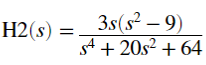 H2(s) = 3s(s² – 9) / s⁴ + 20s² + 64